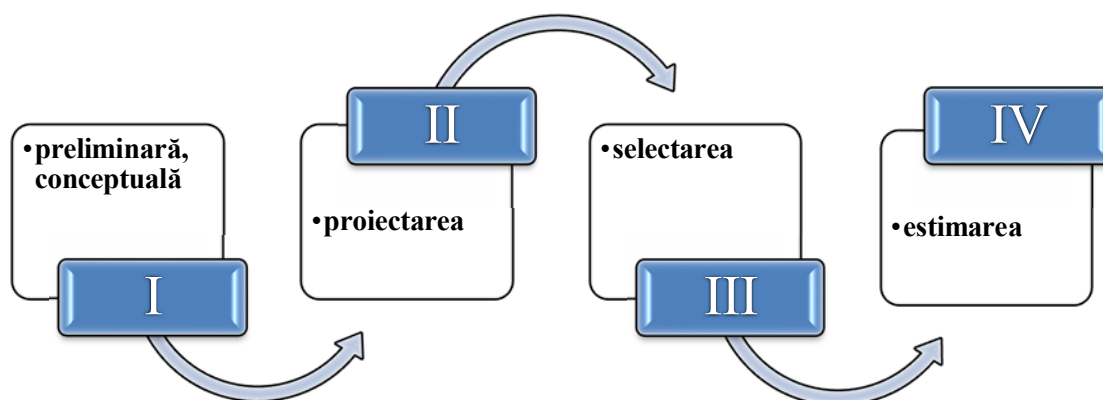 •preliminară,
conceptuală
I
II
•proiectarea
•selectarea
III
IV
•estimarea